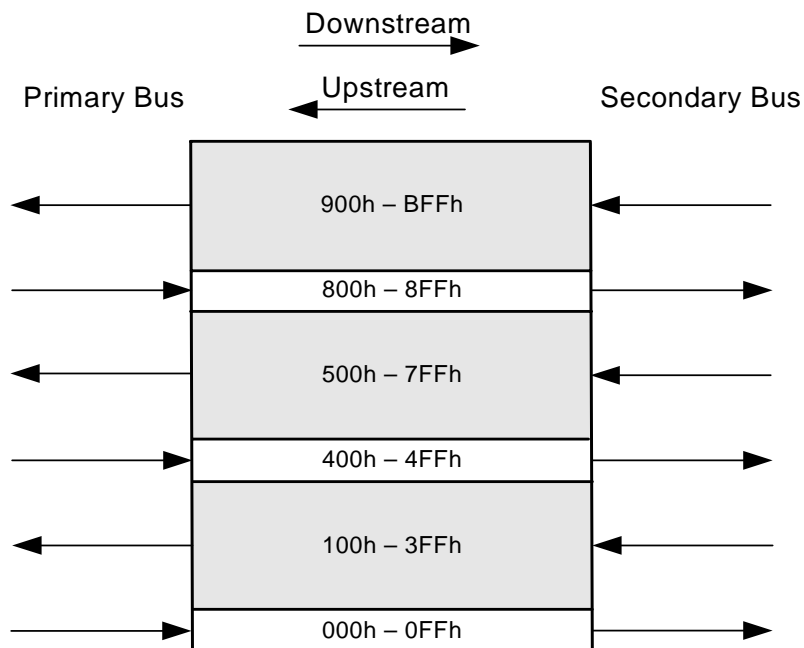 Downstream
Upstream
Primary Bus
Secondary Bus
900h – BFFh
800h – 8FFh
500h – 7FFh
400h – 4FFh
100h – 3FFh
000h – 0FFh